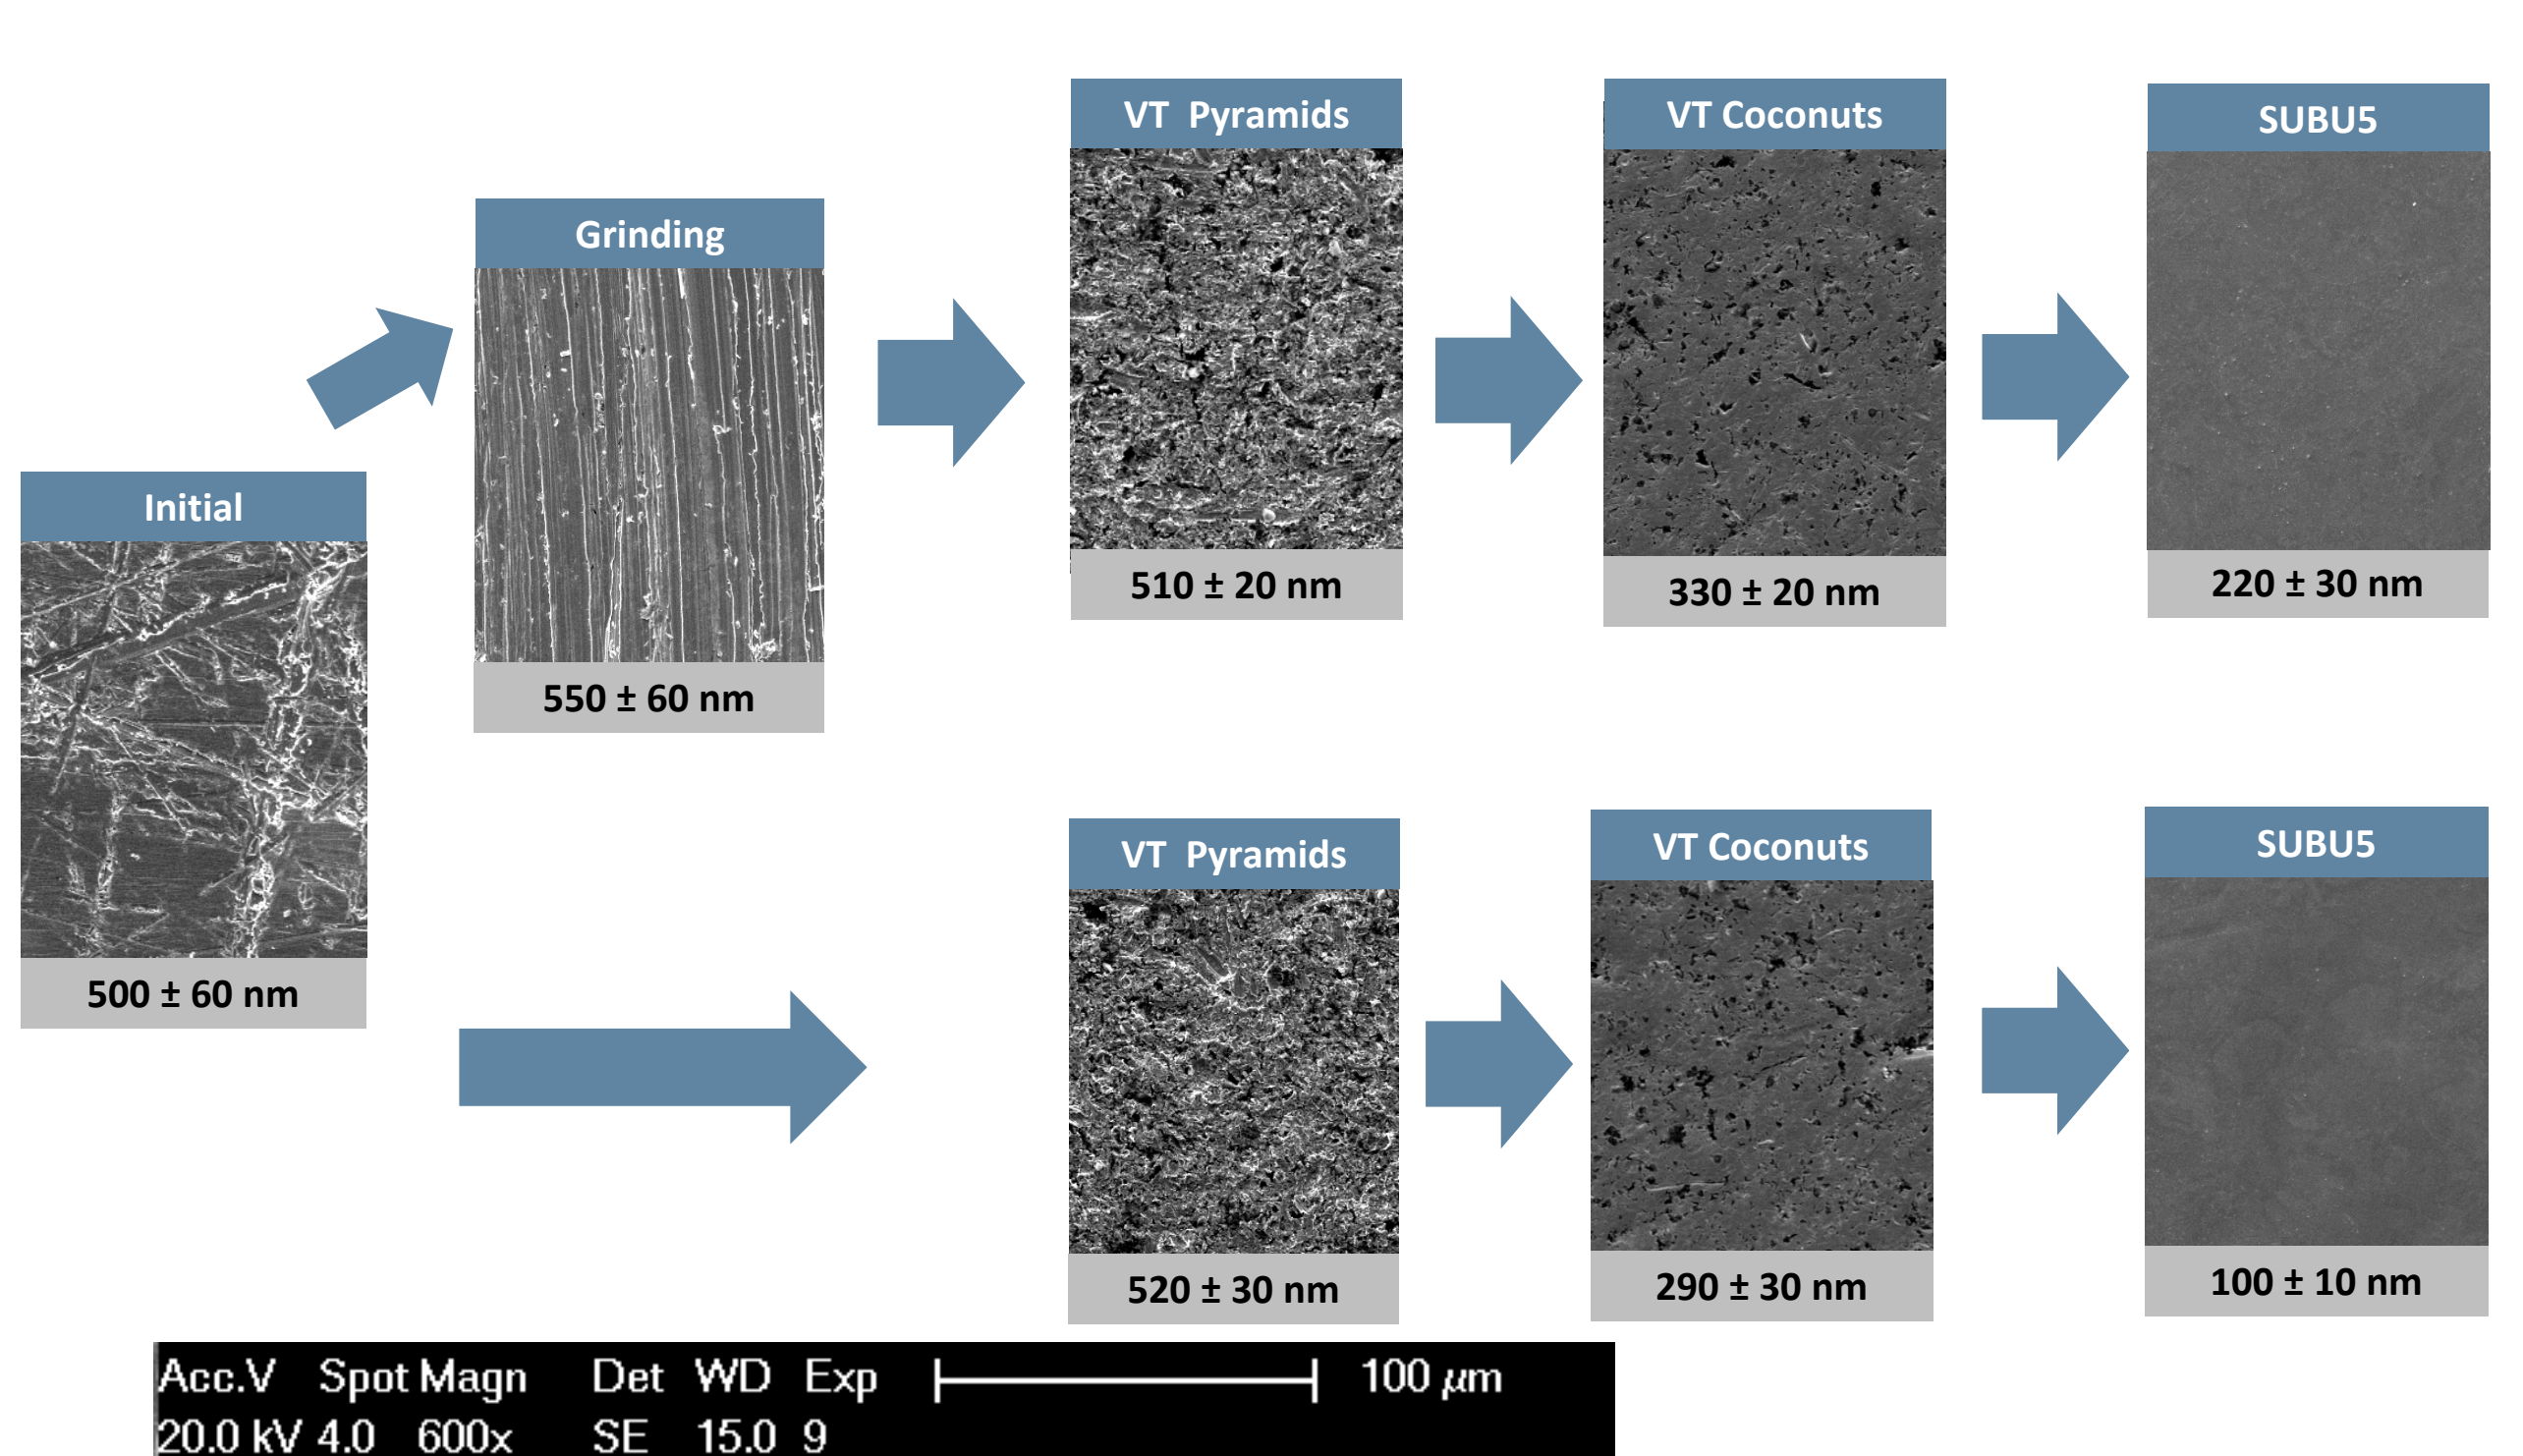 Initial
500 ± 60 nm
Grinding
550 ± 60 nm
VT Pyramids
510 ± 20 nm
VT Coconuts
330 ± 20 nm
SUBU5
220 ± 30 nm
VT Pyramids
520 ± 30 nm
VT Coconuts
290 ± 30 nm
SUBU5
100 ± 10 nm
Acc.V Spot Magn Det WD Exp 100 μm
20.0 kV 4.0 600x SE 15.0 9